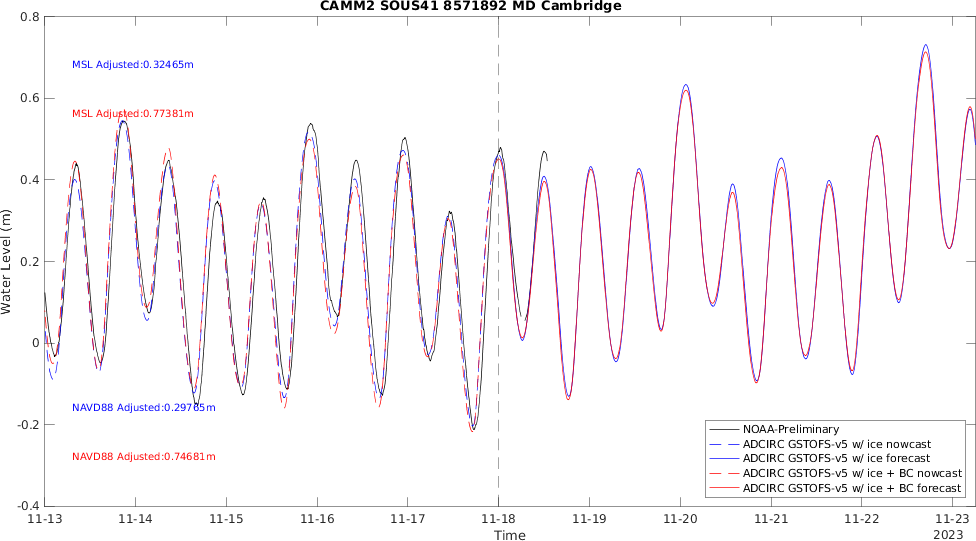 CAMM2 SOUS41 8571892 MD Cambridge
0.8
MSL Adjusted:0.32465m
0.6
MSL Adjusted:0.77381m
0.4
Water Level (m)
0.2
0
NAVD88 Adjusted:0.29765m
-0.2
NAVD88 Adjusted:0.74681m
-0.4
NOAA-Preliminary
ADCIRC GSTOFS-v5 w/ ice nowcast
ADCIRC GSTOFS-v5 w/ ice forecast
ADCIRC GSTOFS-v5 w/ ice + BC nowcast
ADCIRC GSTOFS-v5 w/ ice + BC forecast
11-13 11-14 11-15 11-16 11-17 11-18 11-19 11-20 11-21 11-22 11-23
Time
2023